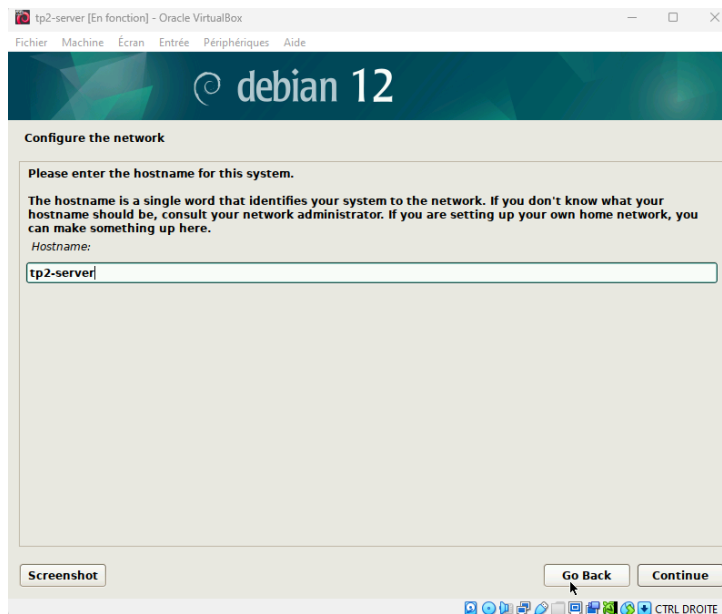 tp2-server [En fonction] - Oracle VirtualBox
Fichier Machine Écran Entrée Périphériques Aide
debian 12
Configure the network
Please enter the hostname for this system.
The hostname is a single word that identifies your system to the network. If you don't know what your
hostname should be, consult your network administrator. If you are setting up your own home network, you
can make something up here.
Hostname:
tp2-server
Screenshot Go Back Continue
CTRL DROITE